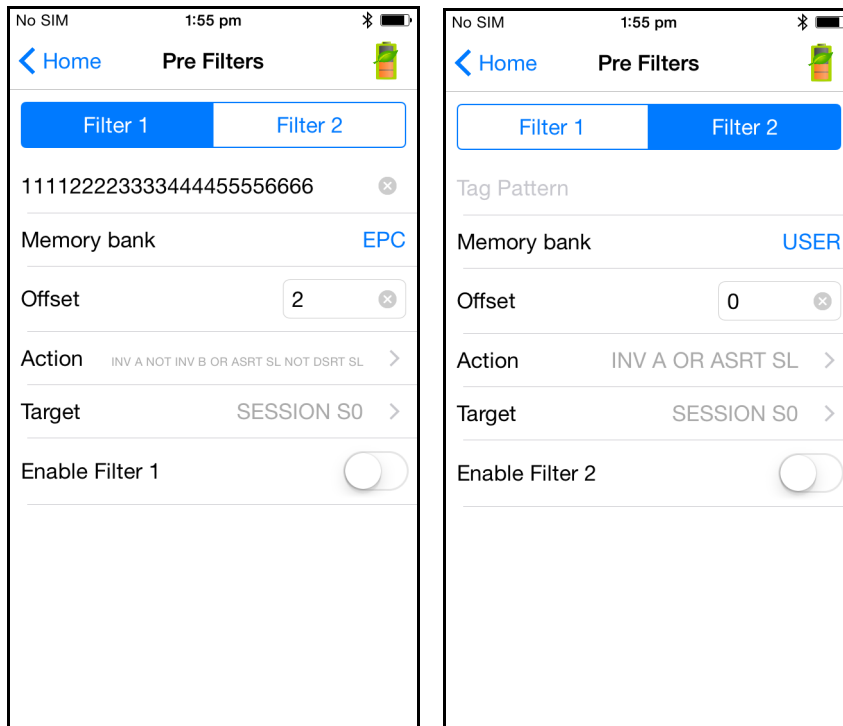 No SIM 1:55 pm
Home Pre Filters
Filter 1 Filter 2
111122223333444455556666
Memory bank EPC
Offset 2
Action INV A NOT INV B OR ASRT SL NOT DSRT SL
Target SESSION S0
Enable Filter 1
No SIM 1:55 pm
Home Pre Filters
Filter 1 Filter 2
Tag Pattern
Memory bank USER
Offset 0
Action INV A OR ASRT SL
Target SESSION S0
Enable Filter 2